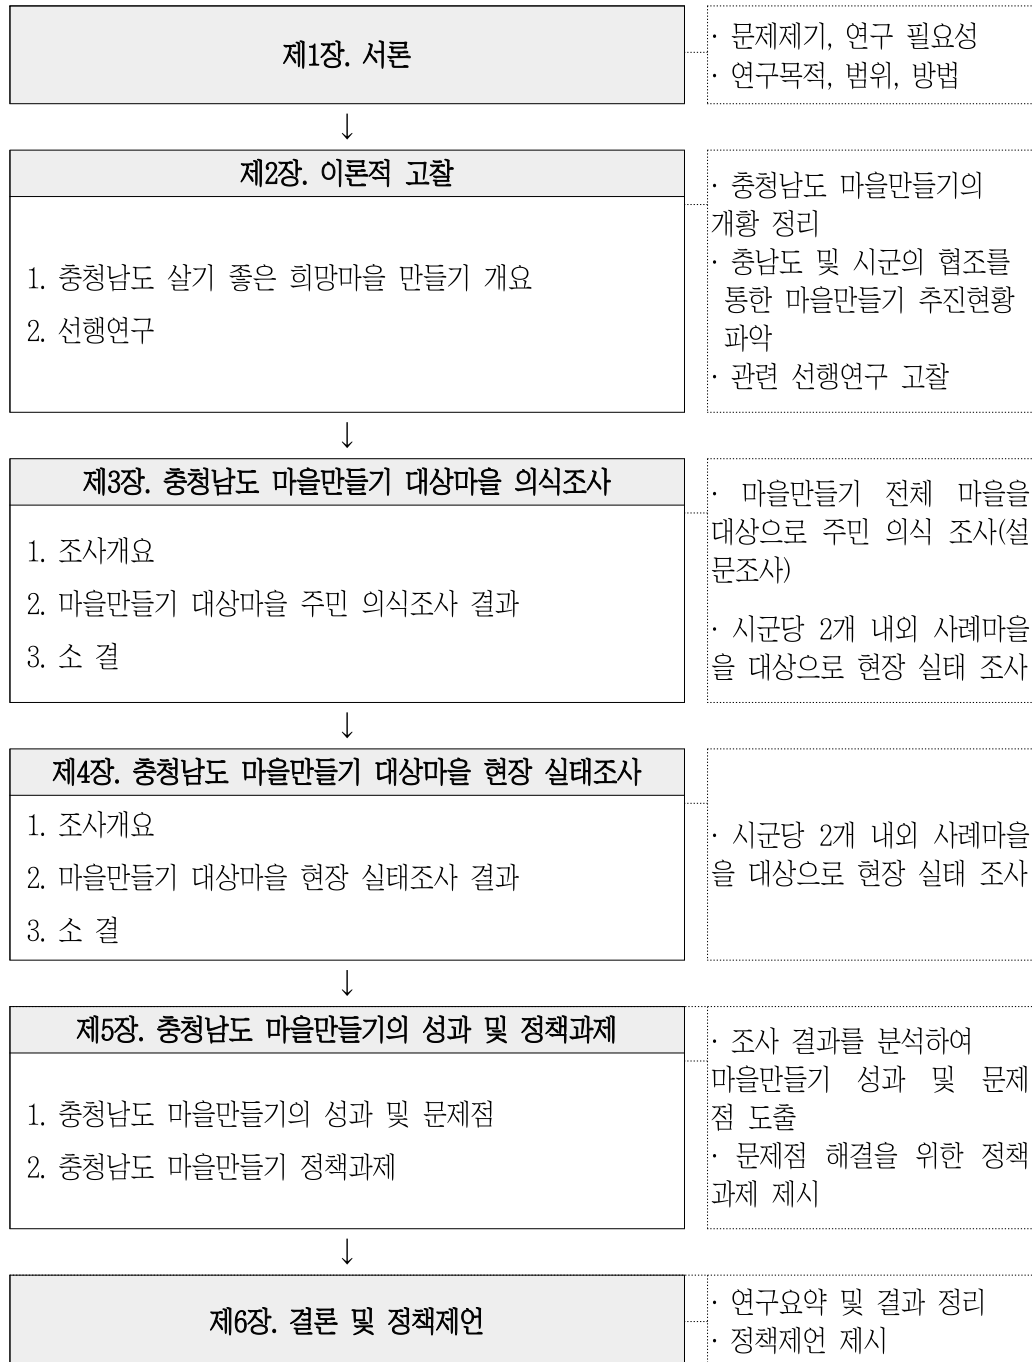 제1장. 서론
· 문제제기, 연구 필요성
· 연구목적, 범위, 방법
↓
제2장. 이론적 고찰
1. 충청남도 살기 좋은 희망마을 만들기 개요
2. 선행연구
· 충청남도 마을만들기의
개황 정리
· 충남도 및 시군의 협조를
통한 마을만들기 추진현황
파악
· 관련 선행연구 고찰
↓
제3장. 충청남도 마을만들기 대상마을 의식조사
1. 조사개요
2. 마을만들기 대상마을 주민 의식조사 결과
3. 소 결
· 마을만들기 전체 마을을
대상으로 주민 의식 조사(설
문조사)
· 시군당 2개 내외 사례마을
을 대상으로 현장 실태 조사
↓
제4장. 충청남도 마을만들기 대상마을 현장 실태조사
1. 조사개요
2. 마을만들기 대상마을 현장 실태조사 결과
3. 소 결
· 시군당 2개 내외 사례마을
을 대상으로 현장 실태 조사
↓
제5장. 충청남도 마을만들기의 성과 및 정책과제
1. 충청남도 마을만들기의 성과 및 문제점
2. 충청남도 마을만들기 정책과제
· 조사 결과를 분석하여
마을만들기 성과 및 문제
점 도출
· 문제점 해결을 위한 정책
과제 제시
↓
제6장. 결론 및 정책제언
· 연구요약 및 결과 정리
· 정책제언 제시